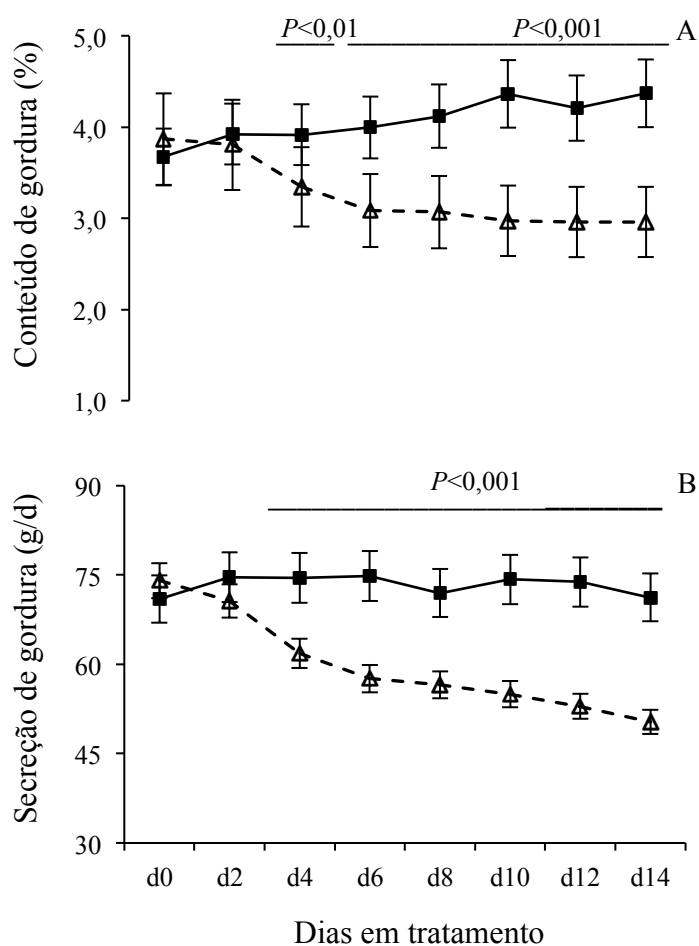 P<0,01 P<0,001 A
Conteúdo de gordura (%)
5,0
4,0
3,0
2,0
1,0
P<0,001 B
Secreção de gordura (g/d)
90
75
60
45
30
d0 d2 d4 d6 d8 d10 d12 d14
Dias em tratamento